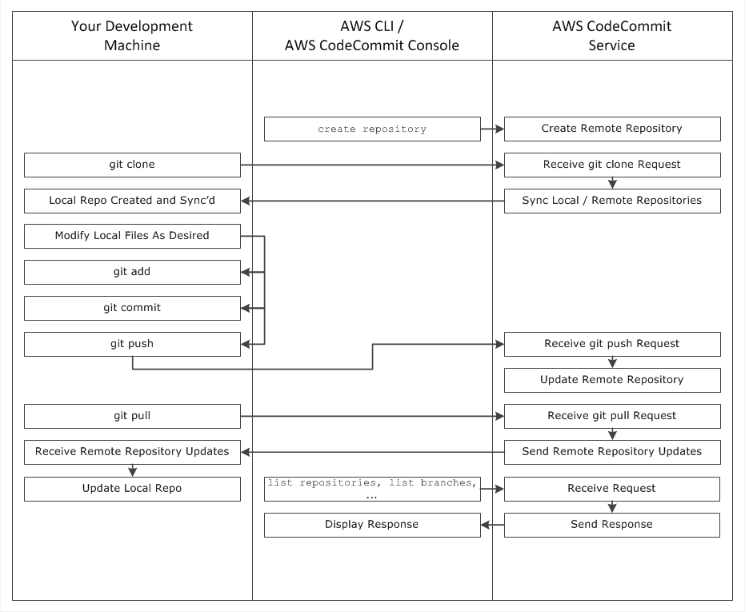 Your Development
Machine
AWS CLI /
AWS CodeCommit Console
AWS CodeCommit
Service
create repository
Create Remote Repository
git clone
Receive git clone Request
Local Repo Created and Sync’d
Sync Local / Remote Repositories
Modify Local Files As Desired
git add
git commit
git push
Receive git push Request
Update Remote Repository
git pull
Receive git pull Request
Receive Remote Repository Updates
Send Remote Repository Updates
Update Local Repo
list repositories, list branches,
...
Receive Request
Display Response
Send Response